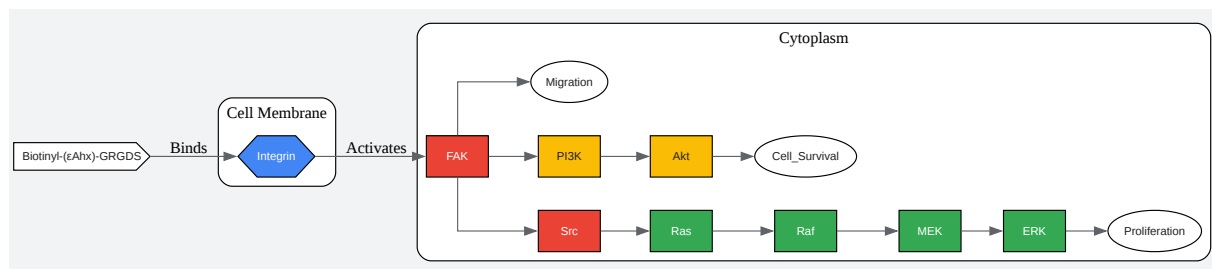 Cytoplasm
Migration
Cell Membrane
Biotinyl-(εAhx)-GRGDS
Binds
Integrin
Activates
FAK
PI3K
Akt
Cell_Survival
Src
Ras
Raf
MEK
ERK
Proliferation